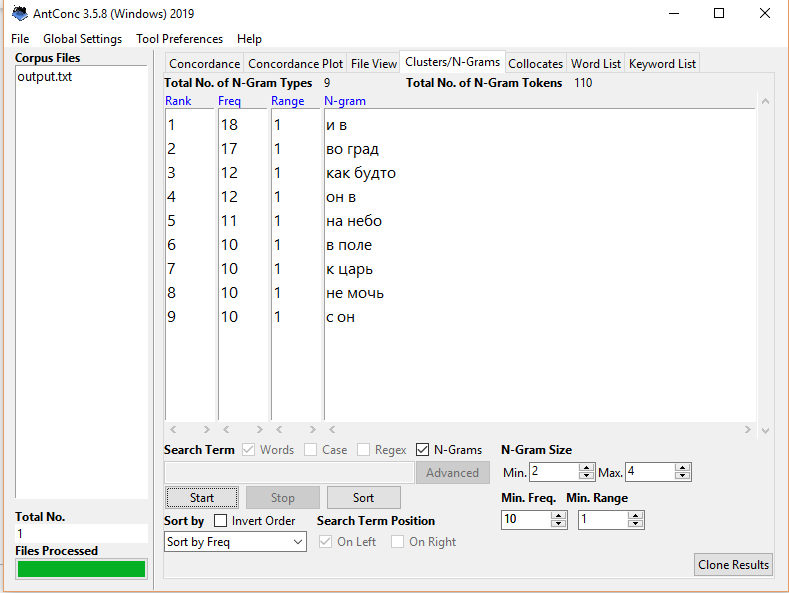 AntConc 3.5.8 (Windows) 2019
File Global Settings Tool Preferences Help
Corpus Files
output.txt
Concordance Concordance Plot File View Clusters/N-Grams Collocates Word List Keyword List
Total No. of N-Gram Types 9 Total No. of N-Gram Tokens 110
Rank Freq Range N-gram
1 18 1 и в
2 17 1 во град
3 12 1 как будто
4 12 1 он в
5 11 1 на небо
6 10 1 в поле
7 10 1 к царь
8 10 1 не мочь
9 10 1 с он
Search Term Words Case Regex N-Grams N-Gram Size
Advanced Min. 2 Max. 4
Start Stop Sort Min. Freq. Min. Range
Total No. Sort by Invert Order Search Term Position 10 1
1 Sort by Freq On Left On Right
Files Processed
Clone Results